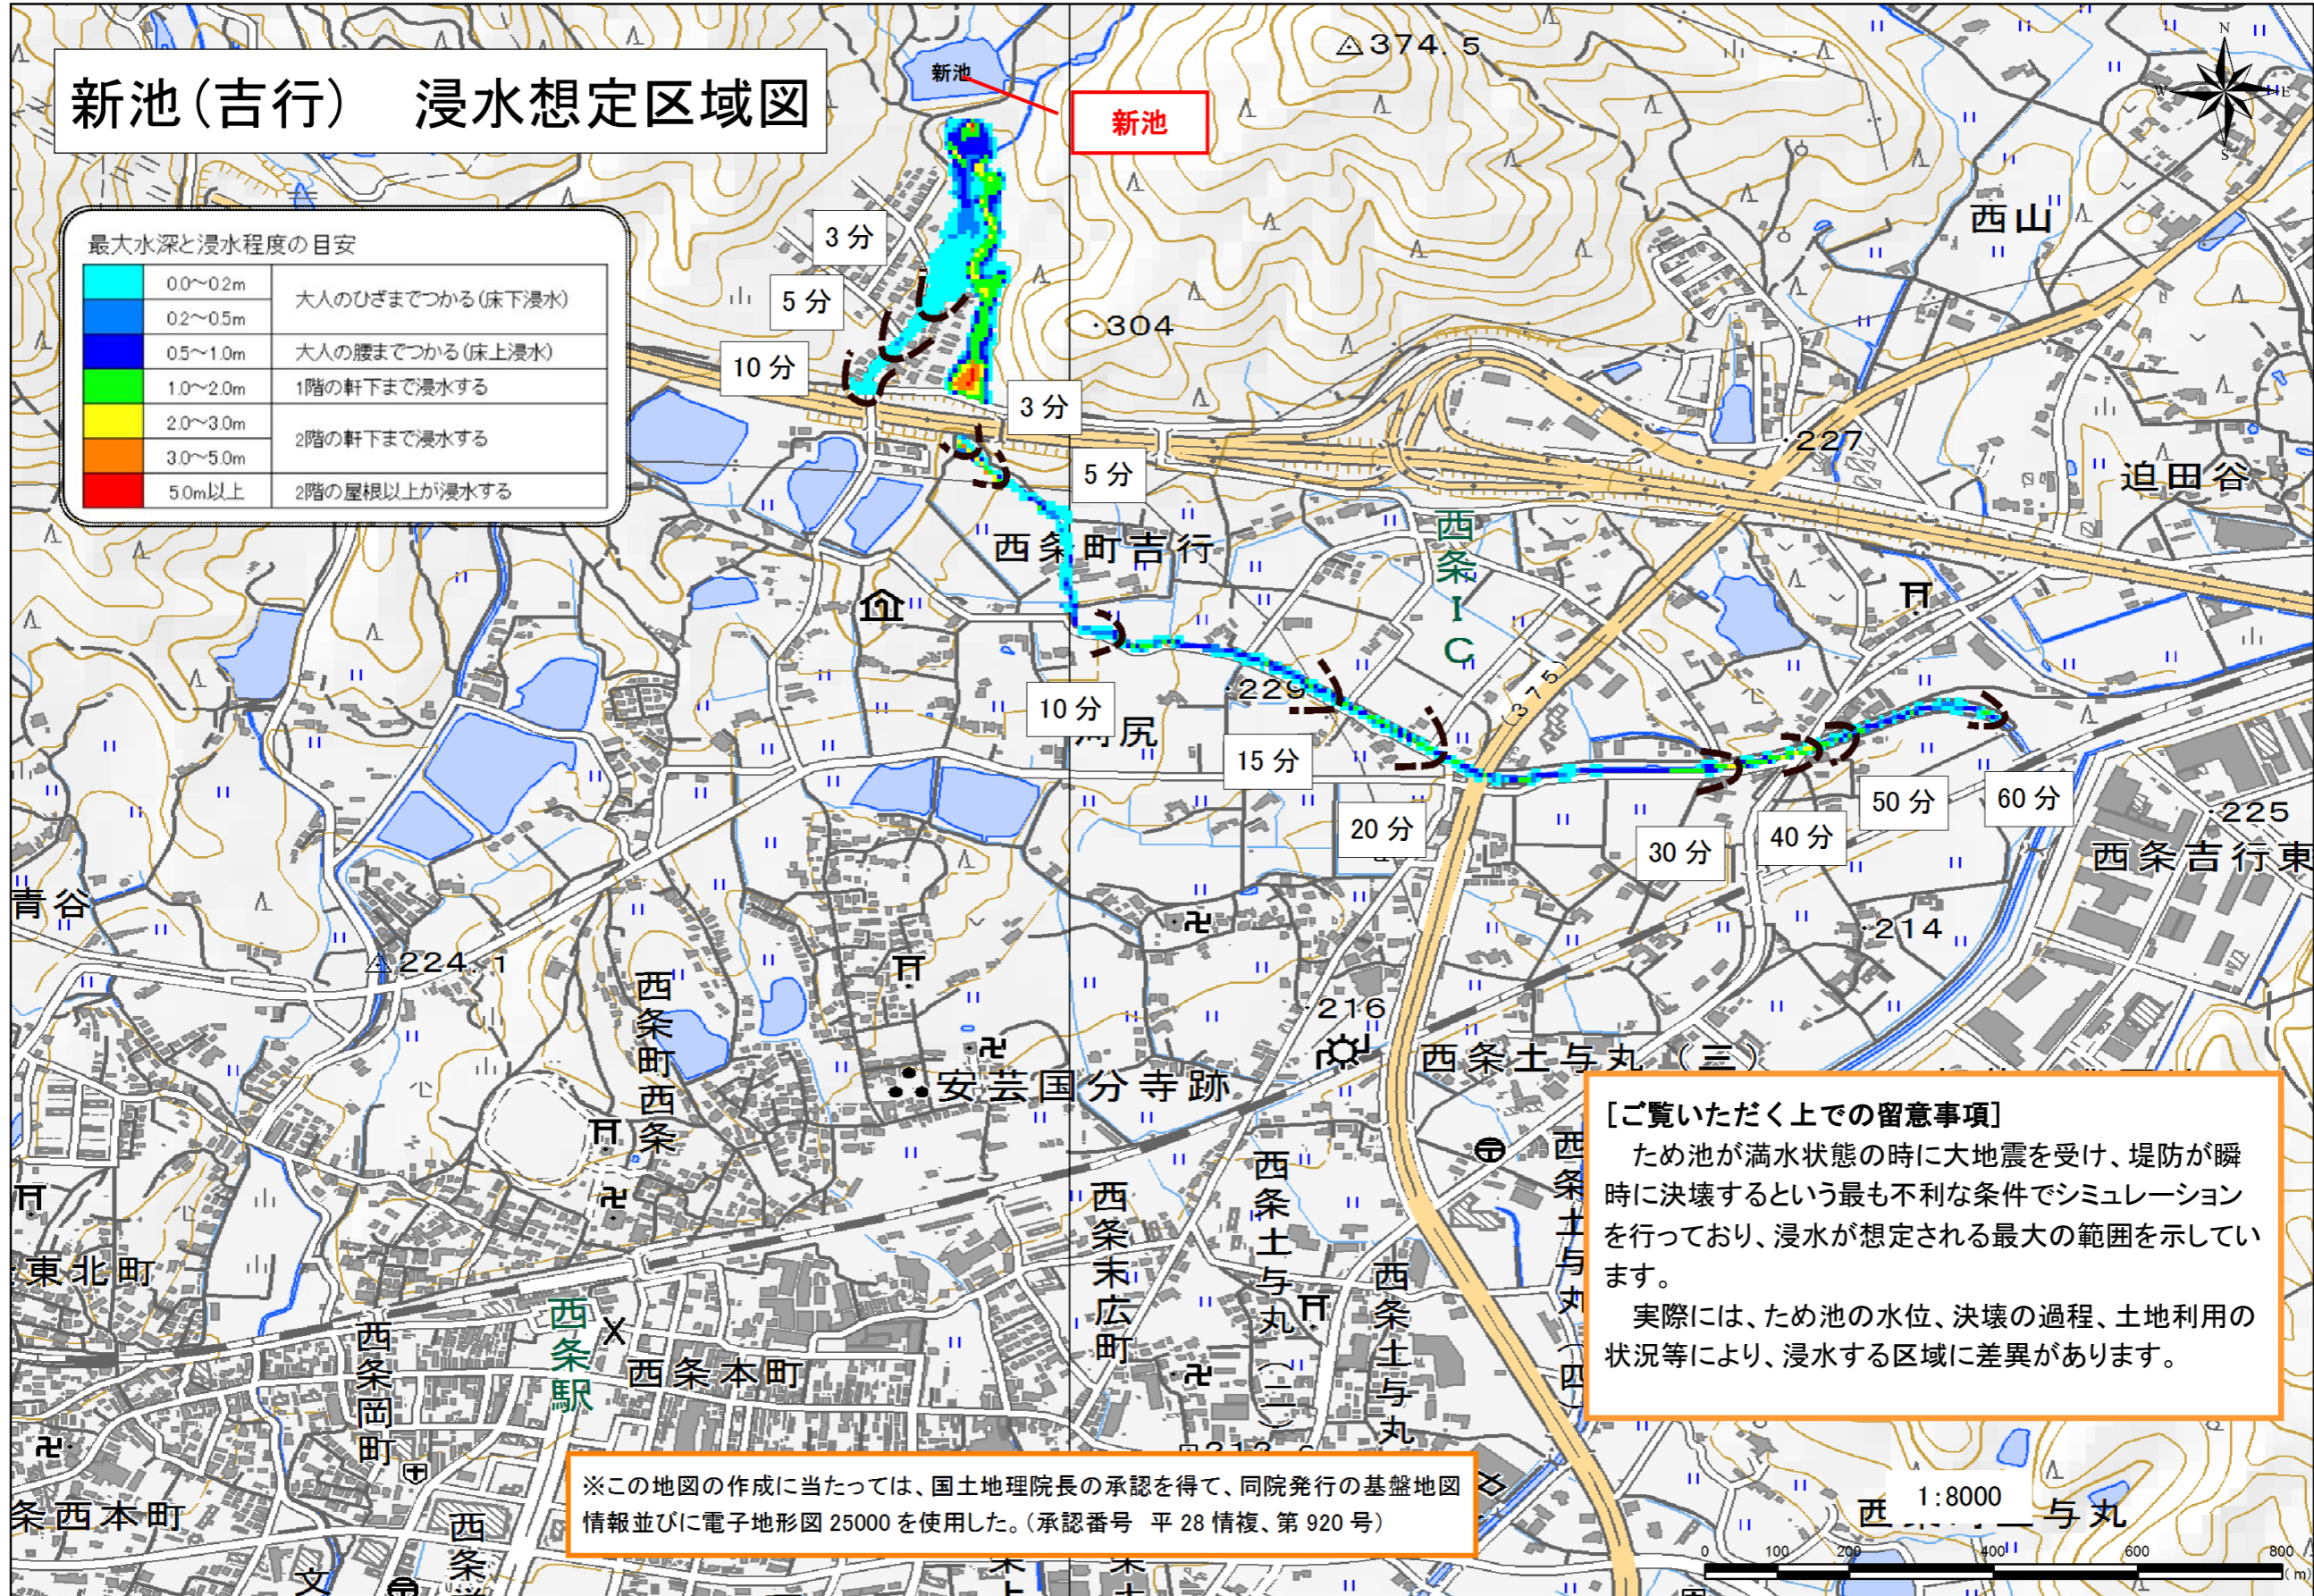 新池(吉行)　浸水想定区域図
新池
新池
374.5
N
W
E
S
最大水深と浸水程度の目安
0.0～0.2m
大人のひざまでつかる(床下浸水)
0.2～0.5m
0.5～1.0m　大人の腰までつかる(床上浸水)
1.0～2.0m　1階の軒下まで浸水する
2.0～3.0m
2階の軒下まで浸水する
3.0～5.0m
5.0m以上　2階の屋根以上が浸水する
西山
3分
5分
10分
304
3分
227
5分
迫田谷
西条町吉行
西条IC
229
(375)
10分
尻
15分
20分
30分
40分
50分
60分
225
西条吉行東
青谷
224.1
214
西条町西条
216
安芸国分寺跡
西条土与丸(三)
[ご覧いただく上での留意事項]
ため池が満水状態の時に大地震を受け、堤防が瞬
時に決壊するという最も不利な条件でシミュレーション
を行っており、浸水が想定される最大の範囲を示してい
ます。
実際には、ため池の水位、決壊の過程、土地利用の
状況等により、浸水する区域に差異があります。
西条末広町
西条土与丸(二)
西条土与丸
西条土与丸(四)
東北町
西条駅
西条岡町
西条本町
条西本町
西条
文
※この地図の作成に当たっては、国土地理院長の承認を得て、同院発行の基盤地図
情報並びに電子地形図25000を使用した。(承認番号　平28情複、第920号)
1:8000
与丸
0 100 200 400 600 800
(m)